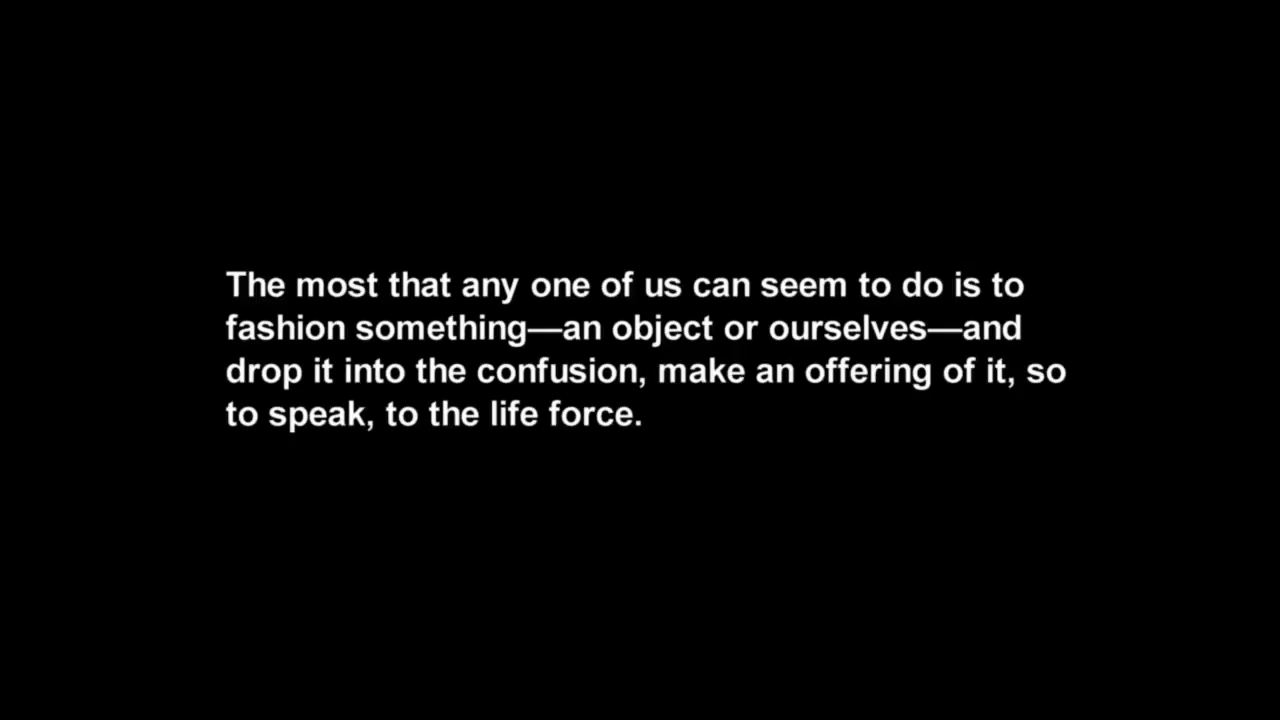 The most that any one of us can seem to do is to
fashion something—an object or ourselves—and
drop it into the confusion, make an offering of it, so
to speak, to the life force.